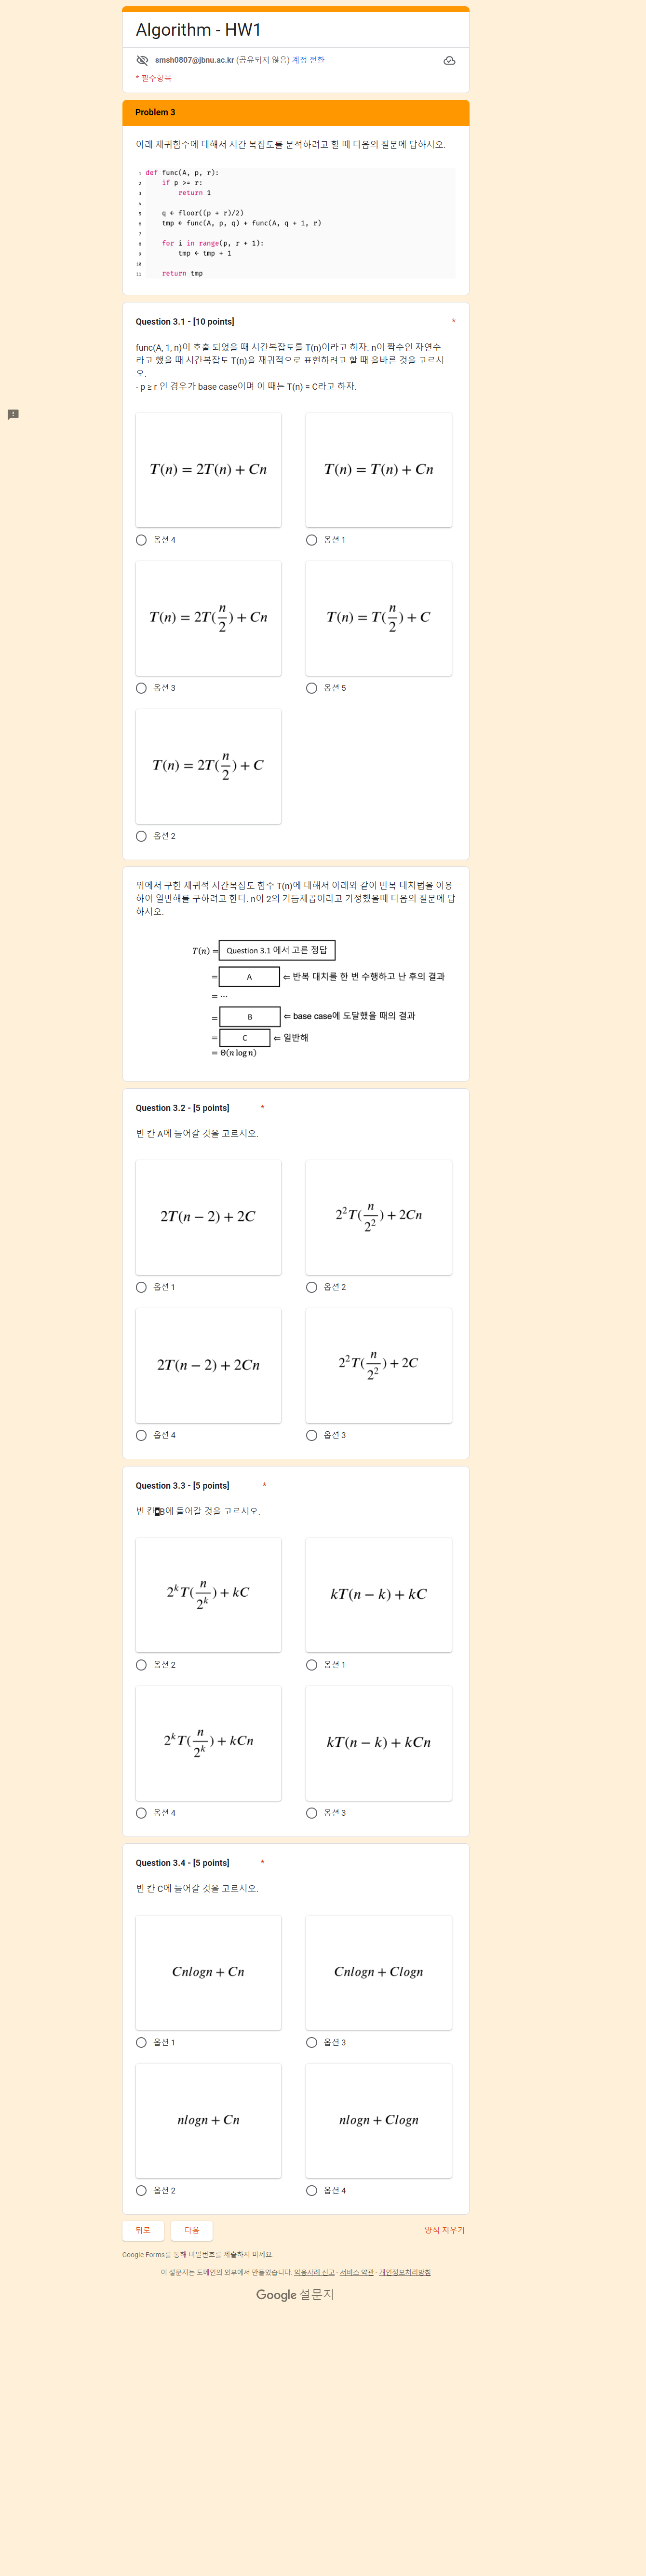 Algorithm - HW1
smsh0807@jbnu.ac.kr (공유되지 않음) 계정 전환
* 필수항목
Problem 3
아래 재귀함수에 대해서 시간 복잡도를 분석하려고 할 때 다음의 질문에 답하시오.
1 def func(A, p, r):
2 if p >= r:
3 return 1
4
5 q ← floor((p + r)/2)
6 tmp ← func(A, p, q) + func(A, q + 1, r)
7
8 for i in range(p, r + 1):
9 tmp ← tmp + 1
10
11 return tmp
Question 3.1 - [10 points] *
func(A, 1, n)이 호출 되었을 때 시간복잡도를 T(n)이라고 하자. n이 짝수인 자연수
라고 했을 때 시간복잡도 T(n)을 재귀적으로 표현하려고 할 때 올바른 것을 고르시
오.
- p ≥ r 인 경우가 base case이며 이 때는 T(n) = C라고 하자.
T(n) = 2T(n) + Cn
T(n) = T(n) + Cn
옵션 4
옵션 1
T(n) = 2T(n/2) + Cn
T(n) = T(n/2) + C
옵션 3
옵션 5
T(n) = 2T(n/2) + C
옵션 2
위에서 구한 재귀적 시간복잡도 함수 T(n)에 대해서 아래와 같이 반복 대치법을 이용
하여 일반해를 구하려고 한다. n이 2의 거듭제곱이라고 가정했을때 다음의 질문에 답
하시오.
T(n) = Question 3.1 에서 고른 정답
= A ⇐ 반복 대치를 한 번 수행하고 난 후의 결과
= ⋯
= B ⇐ base case에 도달했을 때의 결과
= C ⇐ 일반해
= Θ(n log n)
Question 3.2 - [5 points] *
빈 칸 A에 들어갈 것을 고르시오.
2T(n − 2) + 2C
2²T(n/2²) + 2Cn
옵션 1
옵션 2
2T(n − 2) + 2Cn
2²T(n/2²) + 2C
옵션 4
옵션 3
Question 3.3 - [5 points] *
빈 칸 B에 들어갈 것을 고르시오.
2ᵏT(n/2ᵏ) + kC
kT(n − k) + kC
옵션 2
옵션 1
2ᵏT(n/2ᵏ) + kCn
kT(n − k) + kCn
옵션 4
옵션 3
Question 3.4 - [5 points] *
빈 칸 C에 들어갈 것을 고르시오.
Cnlogn + Cn
Cnlogn + Clogn
옵션 1
옵션 3
nlogn + Cn
nlogn + Clogn
옵션 2
옵션 4
뒤로
다음
양식 지우기
Google Forms를 통해 비밀번호를 제출하지 마세요.
이 설문지는 도메인의 외부에서 만들었습니다. 악용사례 신고 - 서비스 약관 - 개인정보처리방침
Google 설문지